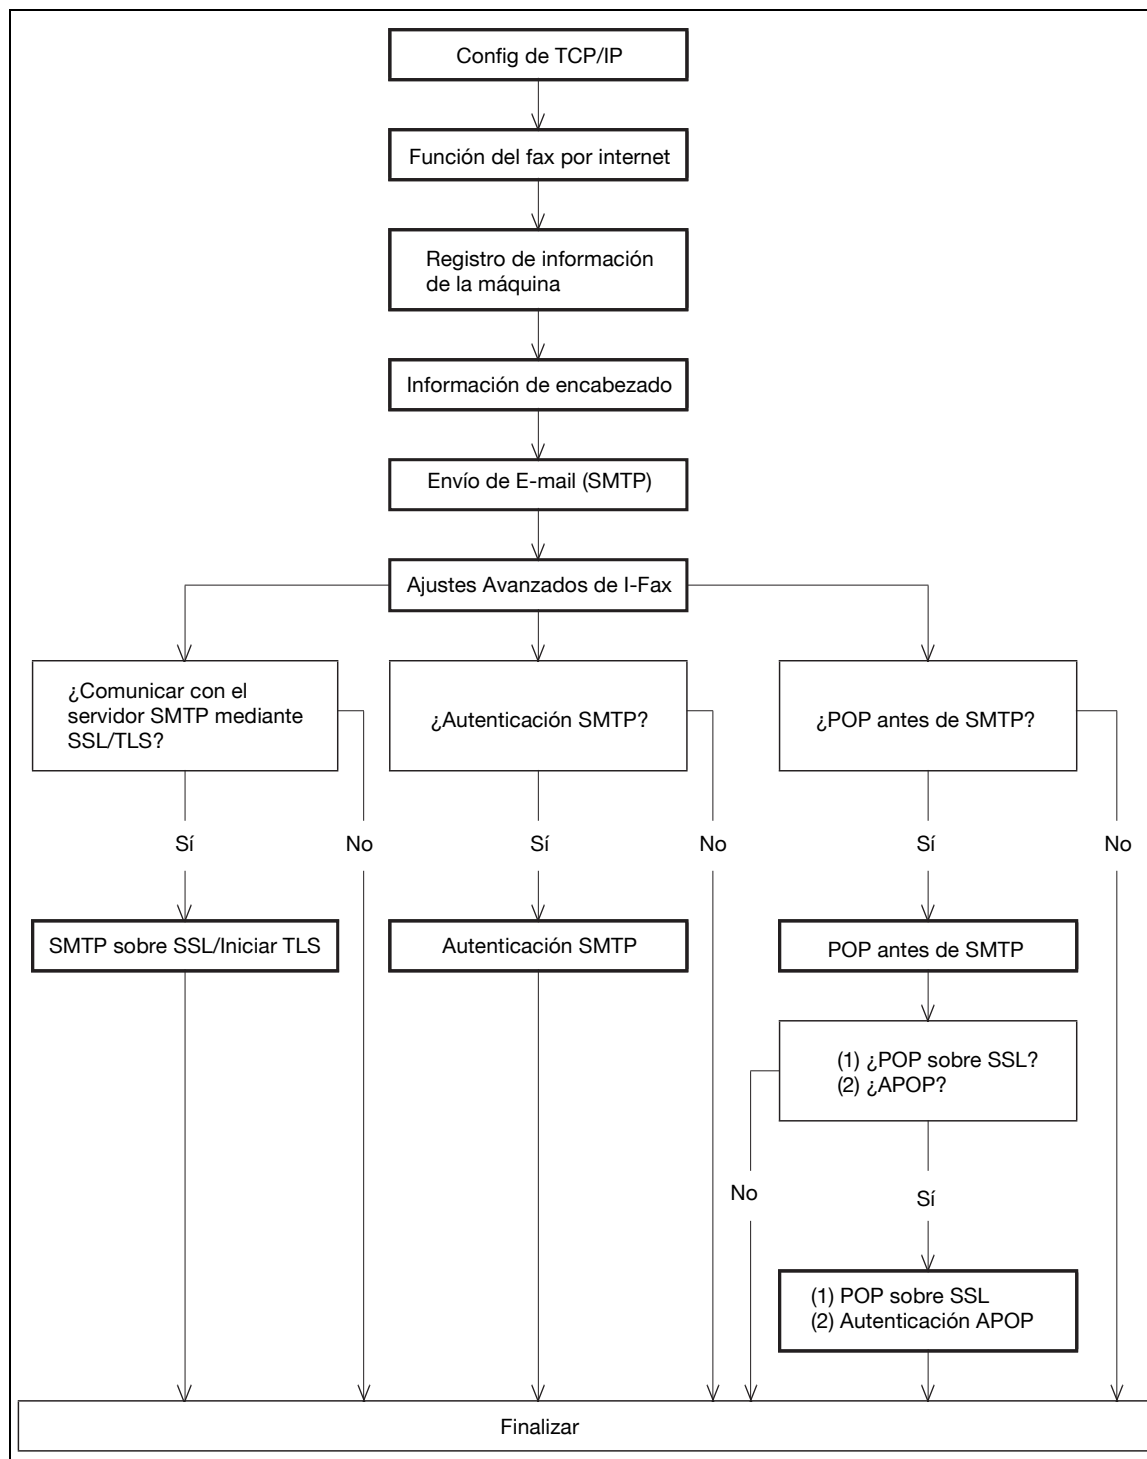 Config de TCP/IP
Función del fax por internet
Registro de información
de la máquina
Información de encabezado
Envío de E-mail (SMTP)
Ajustes Avanzados de I-Fax
¿Comunicar con el
servidor SMTP mediante
SSL/TLS?
¿Autenticación SMTP?
¿POP antes de SMTP?
Sí
No
Sí
No
Sí
No
SMTP sobre SSL/Iniciar TLS
Autenticación SMTP
POP antes de SMTP
(1) ¿POP sobre SSL?
(2) ¿APOP?
No
Sí
(1) POP sobre SSL
(2) Autenticación APOP
Finalizar